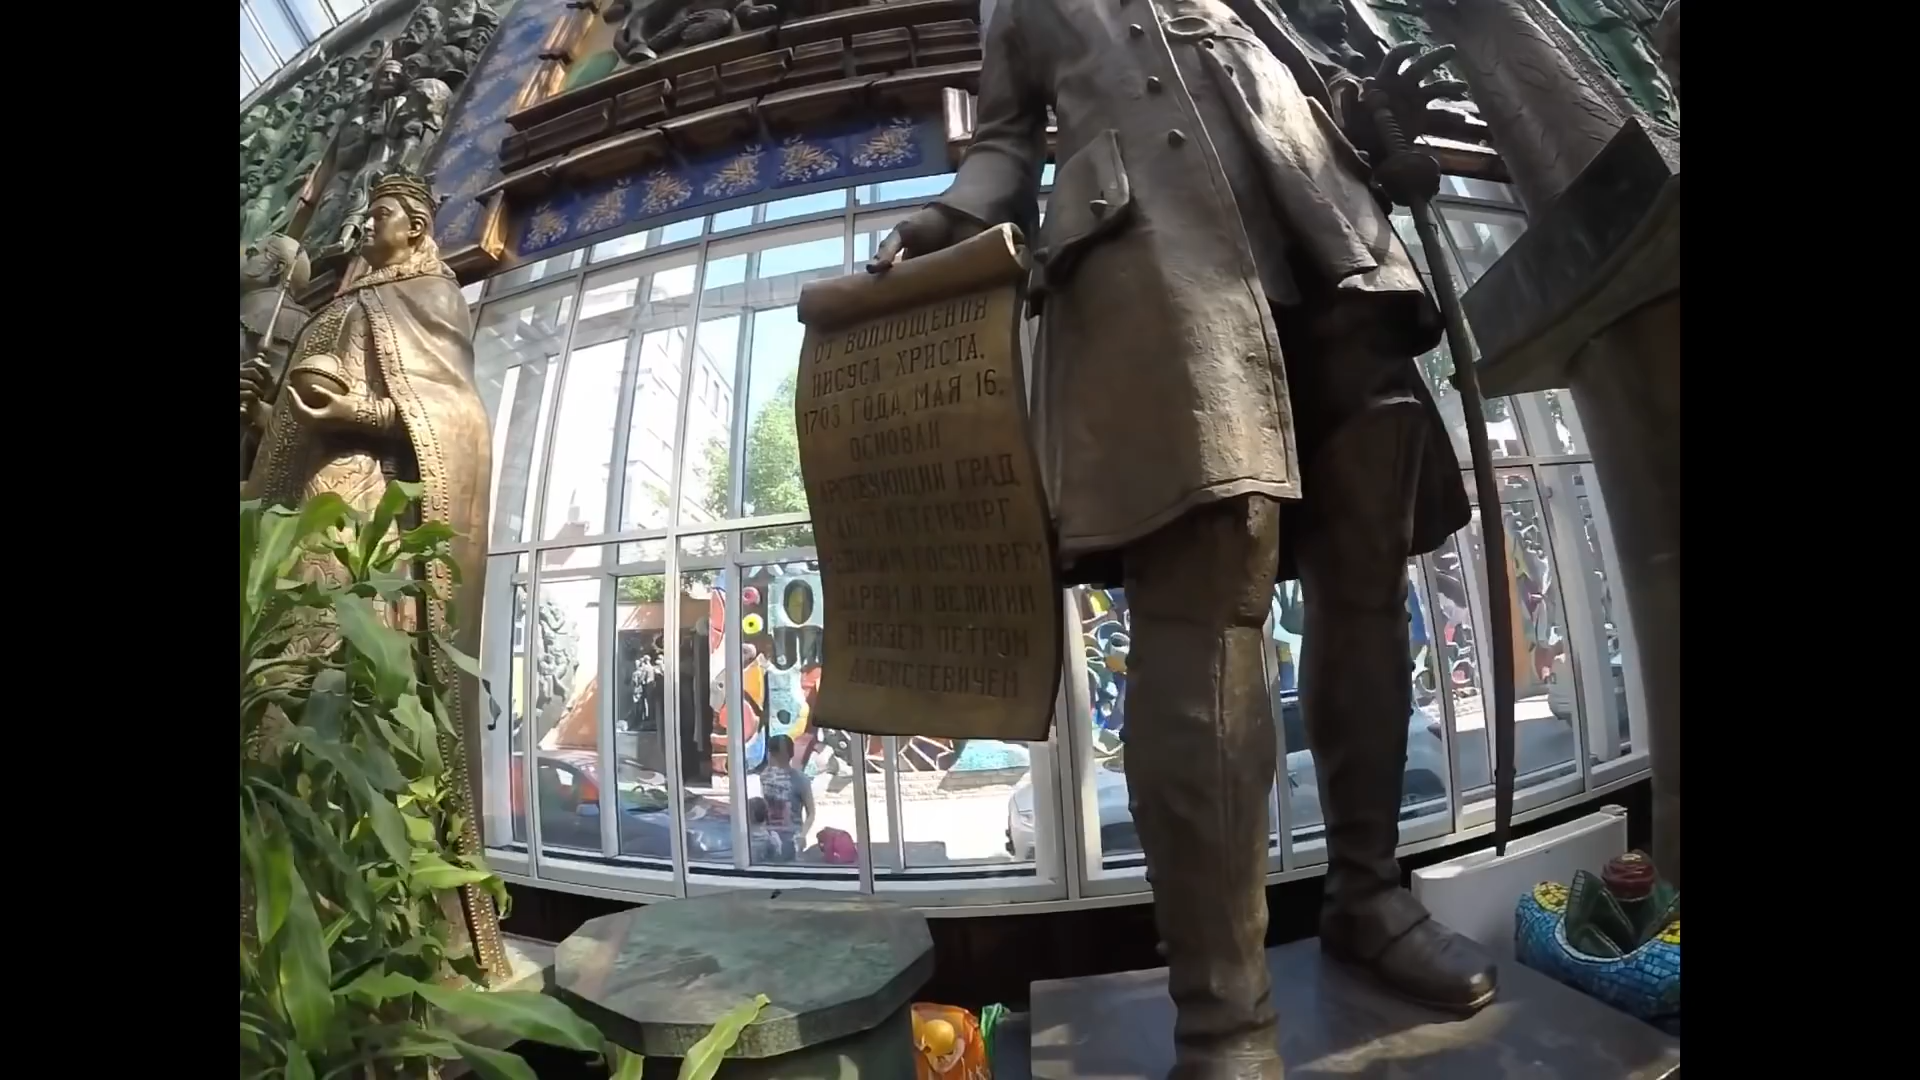 ОТ ВОПЛОЩЕНИЯ
ИИСУСА ХРИСТА.
1703 ГОДА, МАЯ 16.
ОСНОВАН
ЦАРСТВУЮЩИЙ ГРАД
САНКТПЕТЕРБУРГ
ВЕЛИКИМ ГОСУДАРЕМ
ЦАРЕМ И ВЕЛИКИМ
КНЯЗЕМ ПЕТРОМ
АЛЕКСЕЕВИЧЕМ